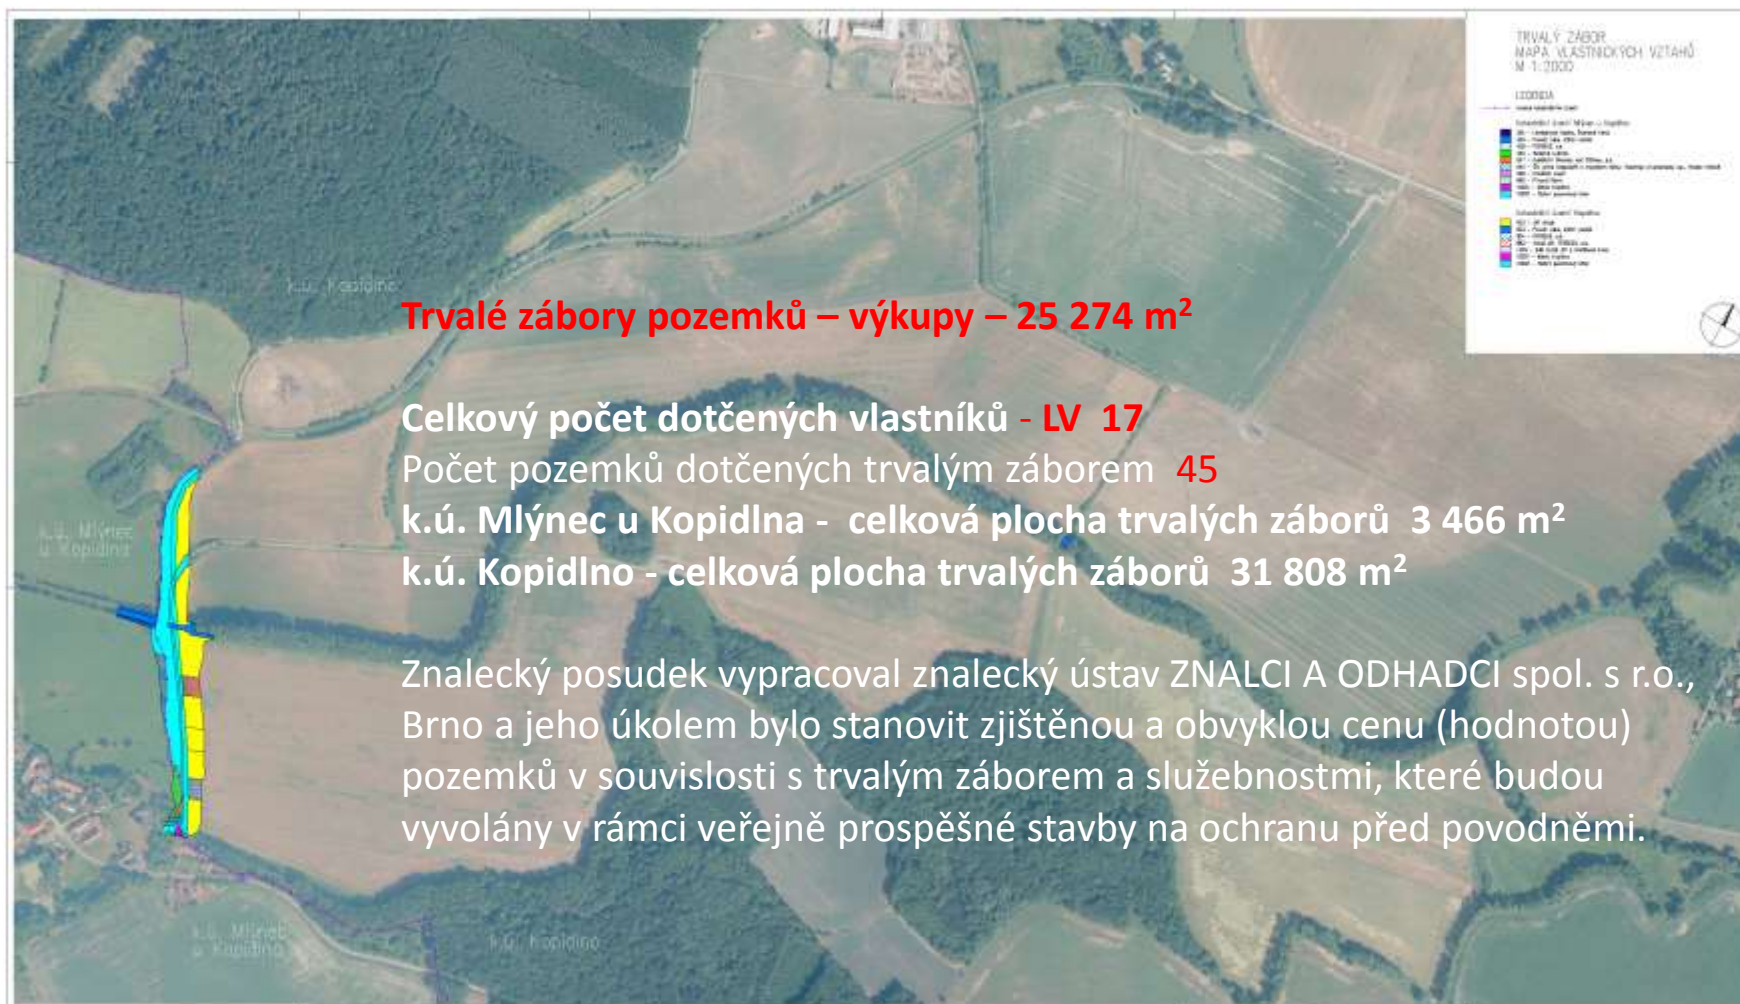 TRVALÝ ZÁBOR
MAPA VLASTNICKÝCH VZTAHŮ
M 1:2000
LEGENDA
k.ú. Kopidlno
Trvalé zábory pozemků – výkupy – 25 274 m²
Celkový počet dotčených vlastníků - LV 17
Počet pozemků dotčených trvalým záborem 45
k.ú. Mlýnec u Kopidlna - celková plocha trvalých záborů 3 466 m²
k.ú. Kopidlno - celková plocha trvalých záborů 31 808 m²
k.ú. Mlýnec
u Kopidlna
Znalecký posudek vypracoval znalecký ústav ZNALCI A ODHADCI spol. s r.o.,
Brno a jeho úkolem bylo stanovit zjištěnou a obvyklou cenu (hodnotou)
pozemků v souvislosti s trvalým záborem a služebnostmi, které budou
vyvolány v rámci veřejně prospěšné stavby na ochranu před povodněmi.
k.ú. Mlýnec
u Kopidlna
k.ú. Kopidlno